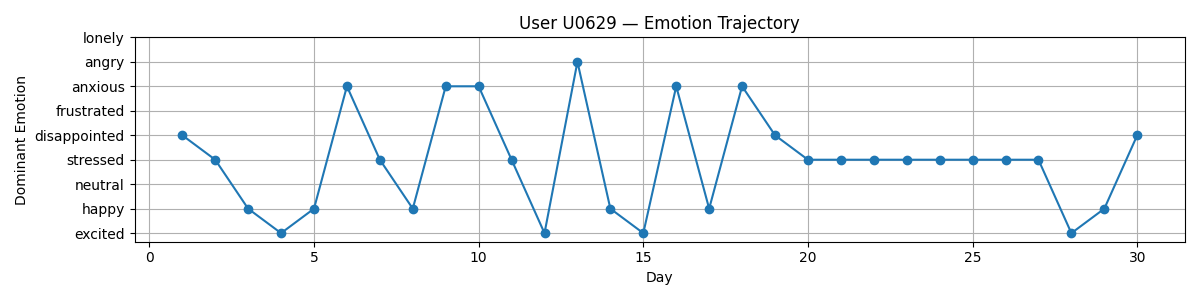 User U0629 — Emotion Trajectory
Dominant Emotion
lonely
angry
anxious
frustrated
disappointed
stressed
neutral
happy
excited
0 5 10 15 20 25 30
Day